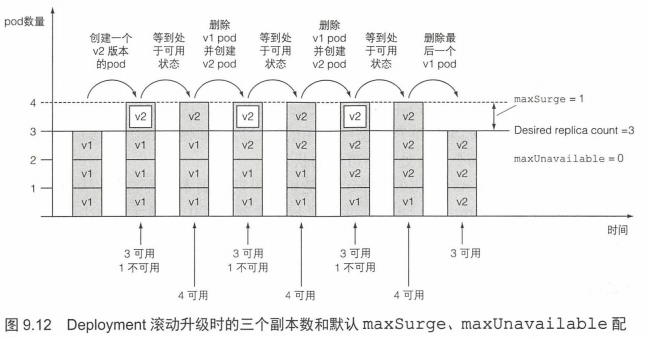 pod数量
创建一个
v2 版本
的pod
等到处
于可用
状态
删除
v1 pod
并创建
v2 pod
等到处
于可用
状态
删除
v1 pod
并创建
v2 pod
等到处
于可用
状态
删除最
后一个
v1 pod
4
v2 v2 v2 v2 v2 v2
maxSurge = 1
3
Desired replica count =3
v1 v1 v1 v2 v2 v2 v2 v2
2
maxUnavailable = 0
v1 v1 v1 v1 v1 v2 v2 v2
1
v1 v1 v1 v1 v1 v1 v1 v2
时间
3 可用
1 不可用
4 可用
3 可用
1 不可用
4 可用
3 可用
1 不可用
4 可用
3 可用
图 9.12 Deployment 滚动升级时的三个副本数和默认 maxSurge、maxUnavailable 配